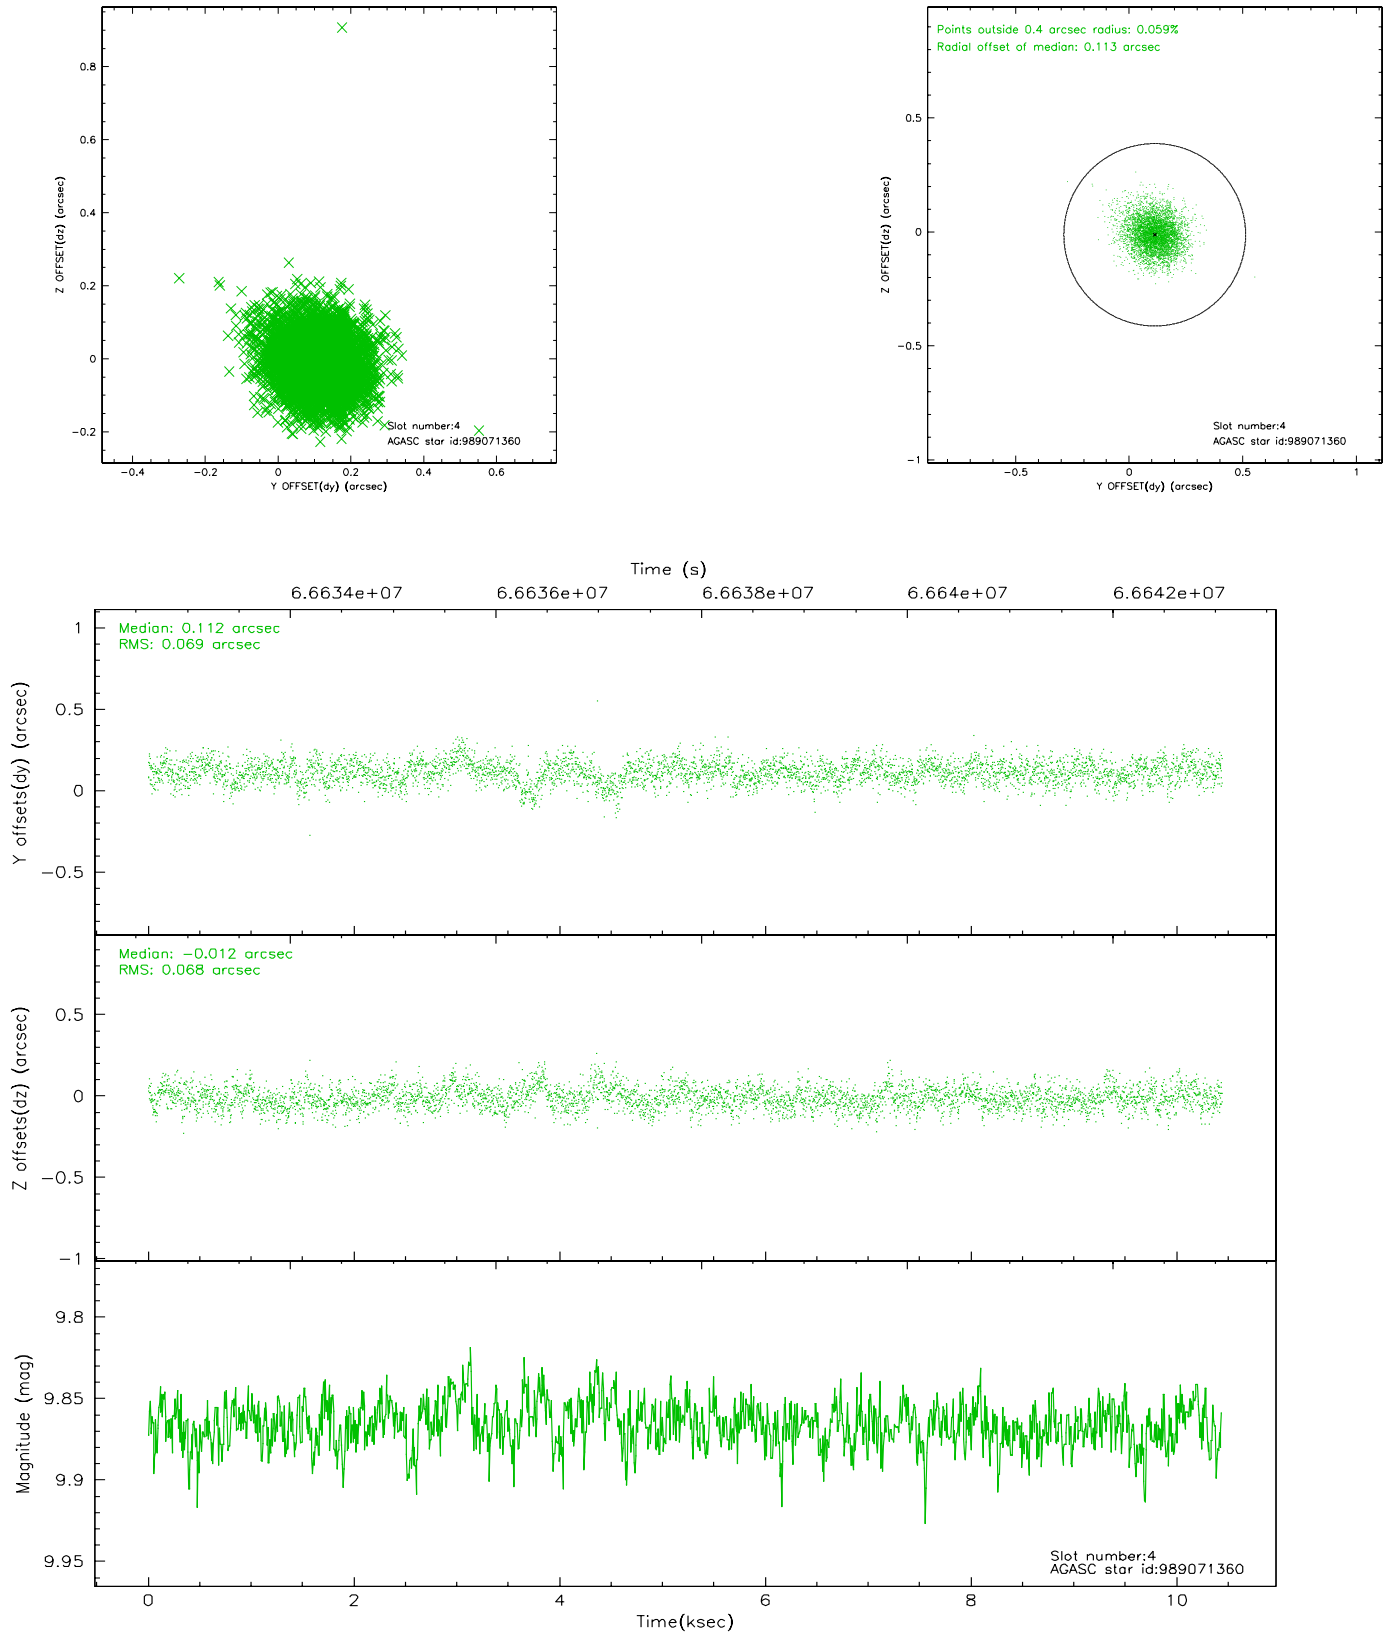 0.8
0.6
0.4
0.2
0
−0.2
Z OFFSET(dz) (arcsec)
Slot number:4
AGASC star id:989071360
−0.4 −0.2 0 0.2 0.4 0.6
Y OFFSET(dy) (arcsec)
Points outside 0.4 arcsec radius: 0.059%
Radial offset of median: 0.113 arcsec
0.5
0
−0.5
−1
Z OFFSET(dz) (arcsec)
Slot number:4
AGASC star id:989071360
−0.5 0 0.5 1
Y OFFSET(dy) (arcsec)
Time (s)
6.6634e+07 6.6636e+07 6.6638e+07 6.664e+07 6.6642e+07
Median: 0.112 arcsec
RMS: 0.069 arcsec
1
0.5
0
−0.5
Y offsets(dy) (arcsec)
Median: −0.012 arcsec
RMS: 0.068 arcsec
0.5
0
−0.5
−1
Z offsets(dz) (arcsec)
9.8
9.85
9.9
9.95
Magnitude (mag)
Slot number:4
AGASC star id:989071360
0 2 4 6 8 10
Time(ksec)